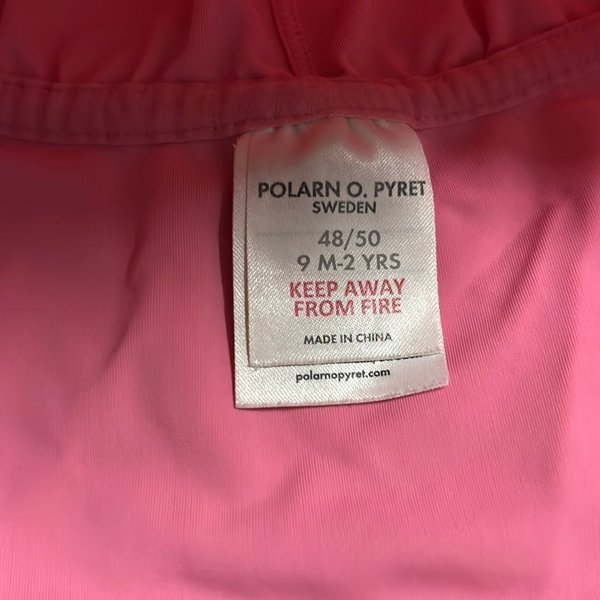 POLARN O. PYRET
SWEDEN
48/50
9 M-2 YRS
KEEP AWAY
FROM FIRE
MADE IN CHINA
polarnopyret.com